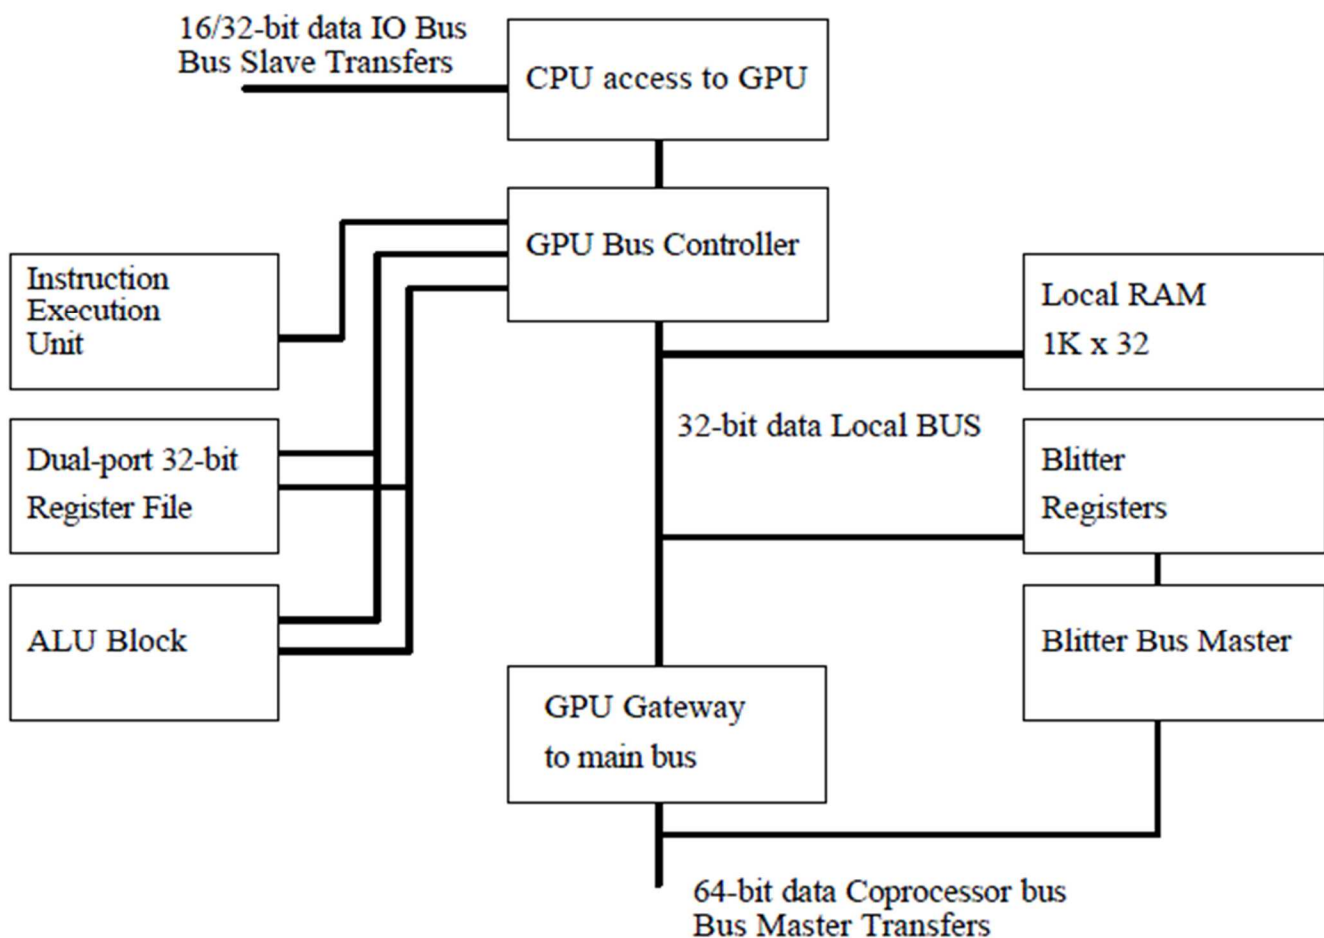 16/32-bit data IO Bus
Bus Slave Transfers
CPU access to GPU
GPU Bus Controller
Instruction
Execution
Unit
Local RAM
1K x 32
32-bit data Local BUS
Dual-port 32-bit
Register File
Blitter
Registers
ALU Block
Blitter Bus Master
GPU Gateway
to main bus
64-bit data Coprocessor bus
Bus Master Transfers